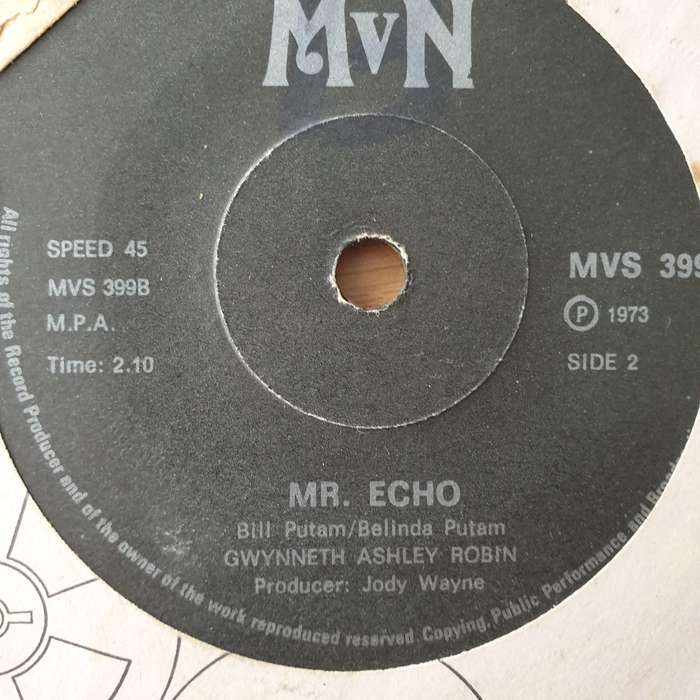 MvN
SPEED 45
MVS 399B
M.P.A.
Time: 2.10
MVS 399
Ⓟ 1973
SIDE 2
MR. ECHO
Bill Putam/Belinda Putam
GWYNNETH ASHLEY ROBIN
Producer: Jody Wayne
All rights of the Record Producer and of the owner of the work reproduced reserved. Copying, Public Performance and